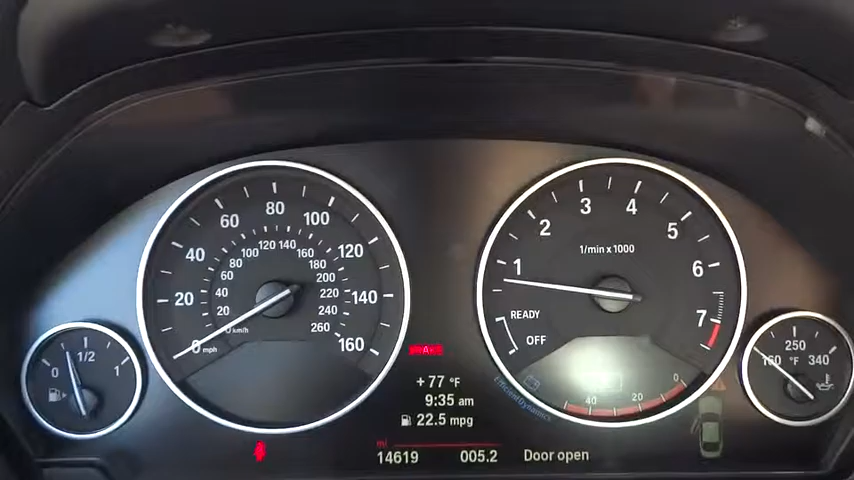 60 80 100
40 120
20 140
0 mph 160
100 120 140 160
80 180
60 200
40 220
20 240
0 km/h 260
3 4
2 5
1 6
7
1/min x 1000
READY
OFF
40 20 0
EfficientDynamics
0 1/2 1
250
160 °F 340
+77 °F
9:35 am
22.5 mpg
mi
14619 005.2 Door open